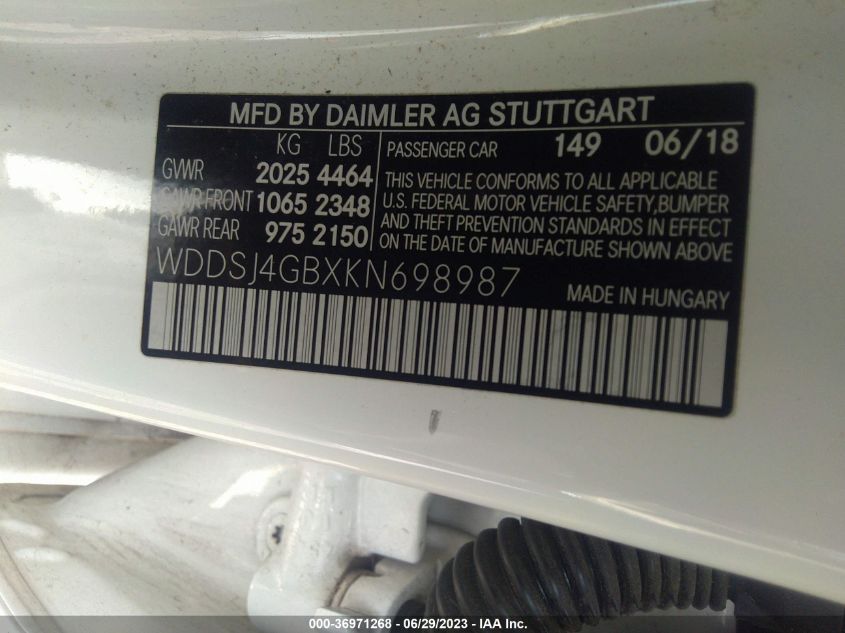 MFD BY DAIMLER AG STUTTGART
KG LBS
GVWR 2025 4464
GAWR FRONT 1065 2348
GAWR REAR 975 2150
PASSENGER CAR 149 06/18
THIS VEHICLE CONFORMS TO ALL APPLICABLE
U.S. FEDERAL MOTOR VEHICLE SAFETY,BUMPER
AND THEFT PREVENTION STANDARDS IN EFFECT
ON THE DATE OF MANUFACTURE SHOWN ABOVE
WDDSJ4GBXKN698987
MADE IN HUNGARY
000-36971268 - 06/29/2023 - IAAI.com